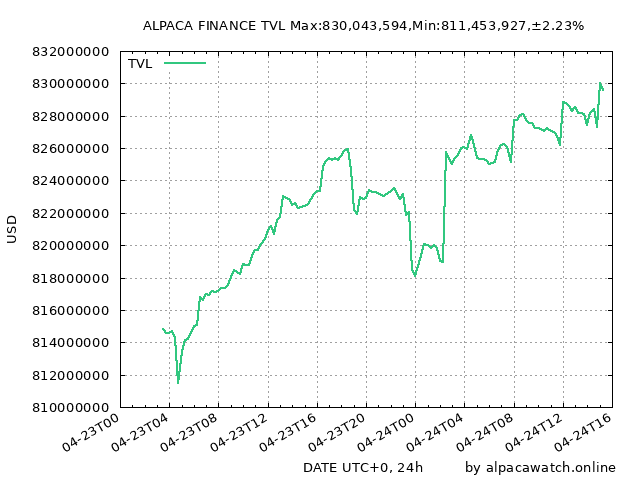 ALPACA FINANCE TVL Max:830,043,594,Min:811,453,927,±2.23%
832000000
TVL
830000000
828000000
826000000
824000000
822000000
USD
820000000
818000000
816000000
814000000
812000000
810000000
04-23T00
04-23T04
04-23T08
04-23T12
04-23T16
04-23T20
04-24T00
04-24T04
04-24T08
04-24T12
04-24T16
DATE UTC+0, 24h
by alpacawatch.online